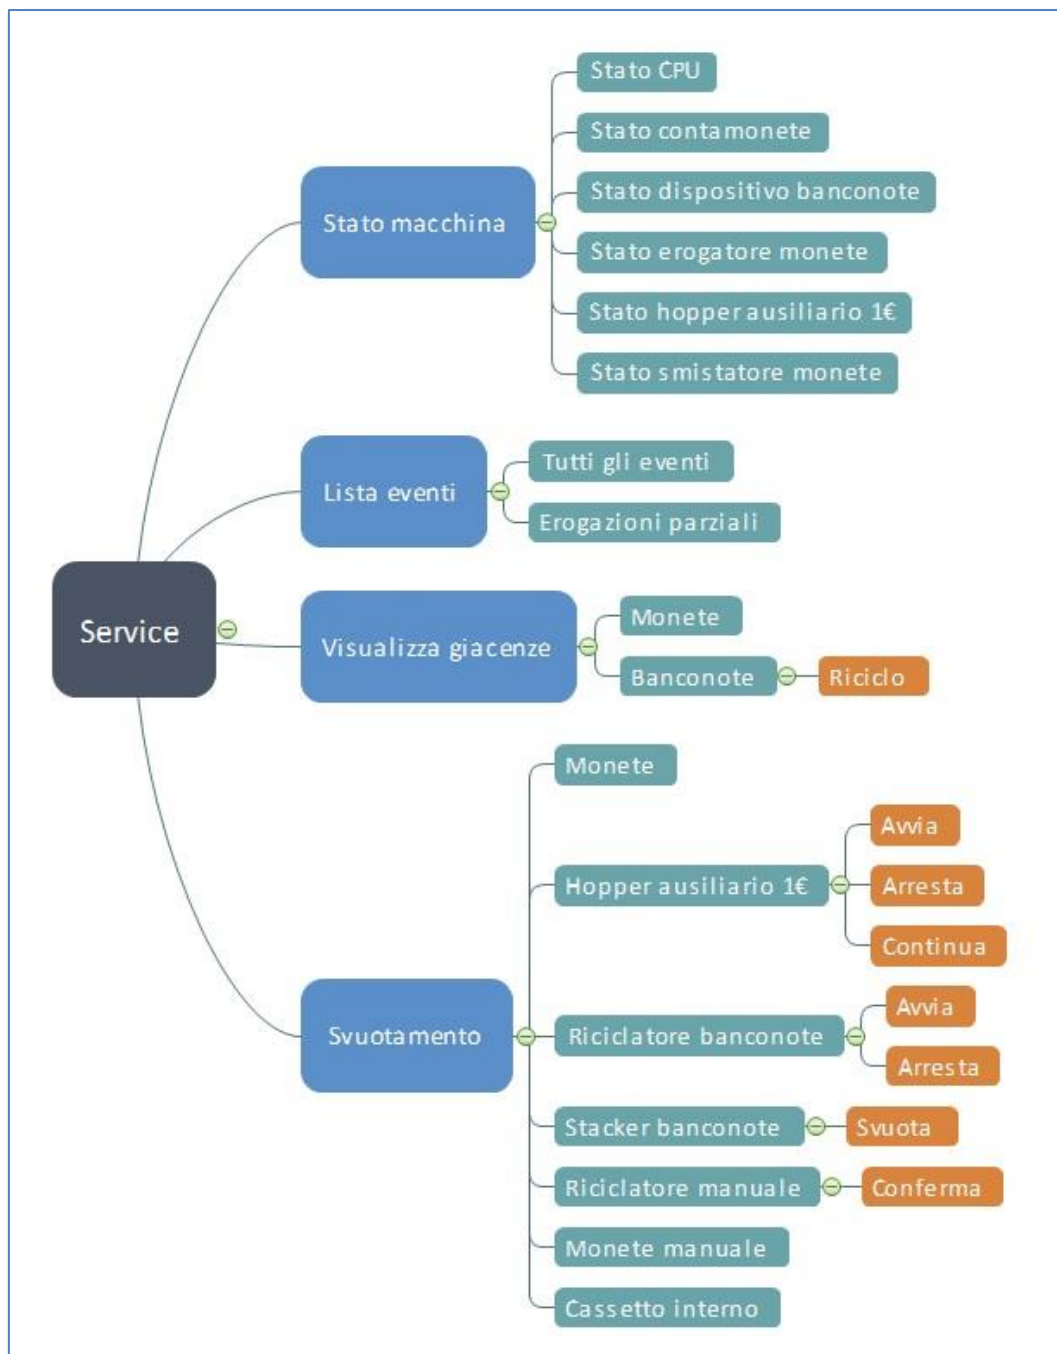 Service
Stato macchina
Stato CPU
Stato contamonete
Stato dispositivo banconote
Stato erogatore monete
Stato hopper ausiliario 1€
Stato smistatore monete
Lista eventi
Tutti gli eventi
Erogazioni parziali
Visualizza giacenze
Monete
Banconote
Riciclo
Svuotamento
Monete
Hopper ausiliario 1€
Avvia
Arresta
Continua
Riciclatore banconote
Avvia
Arresta
Stacker banconote
Svuota
Riciclatore manuale
Conferma
Monete manuale
Cassetto interno